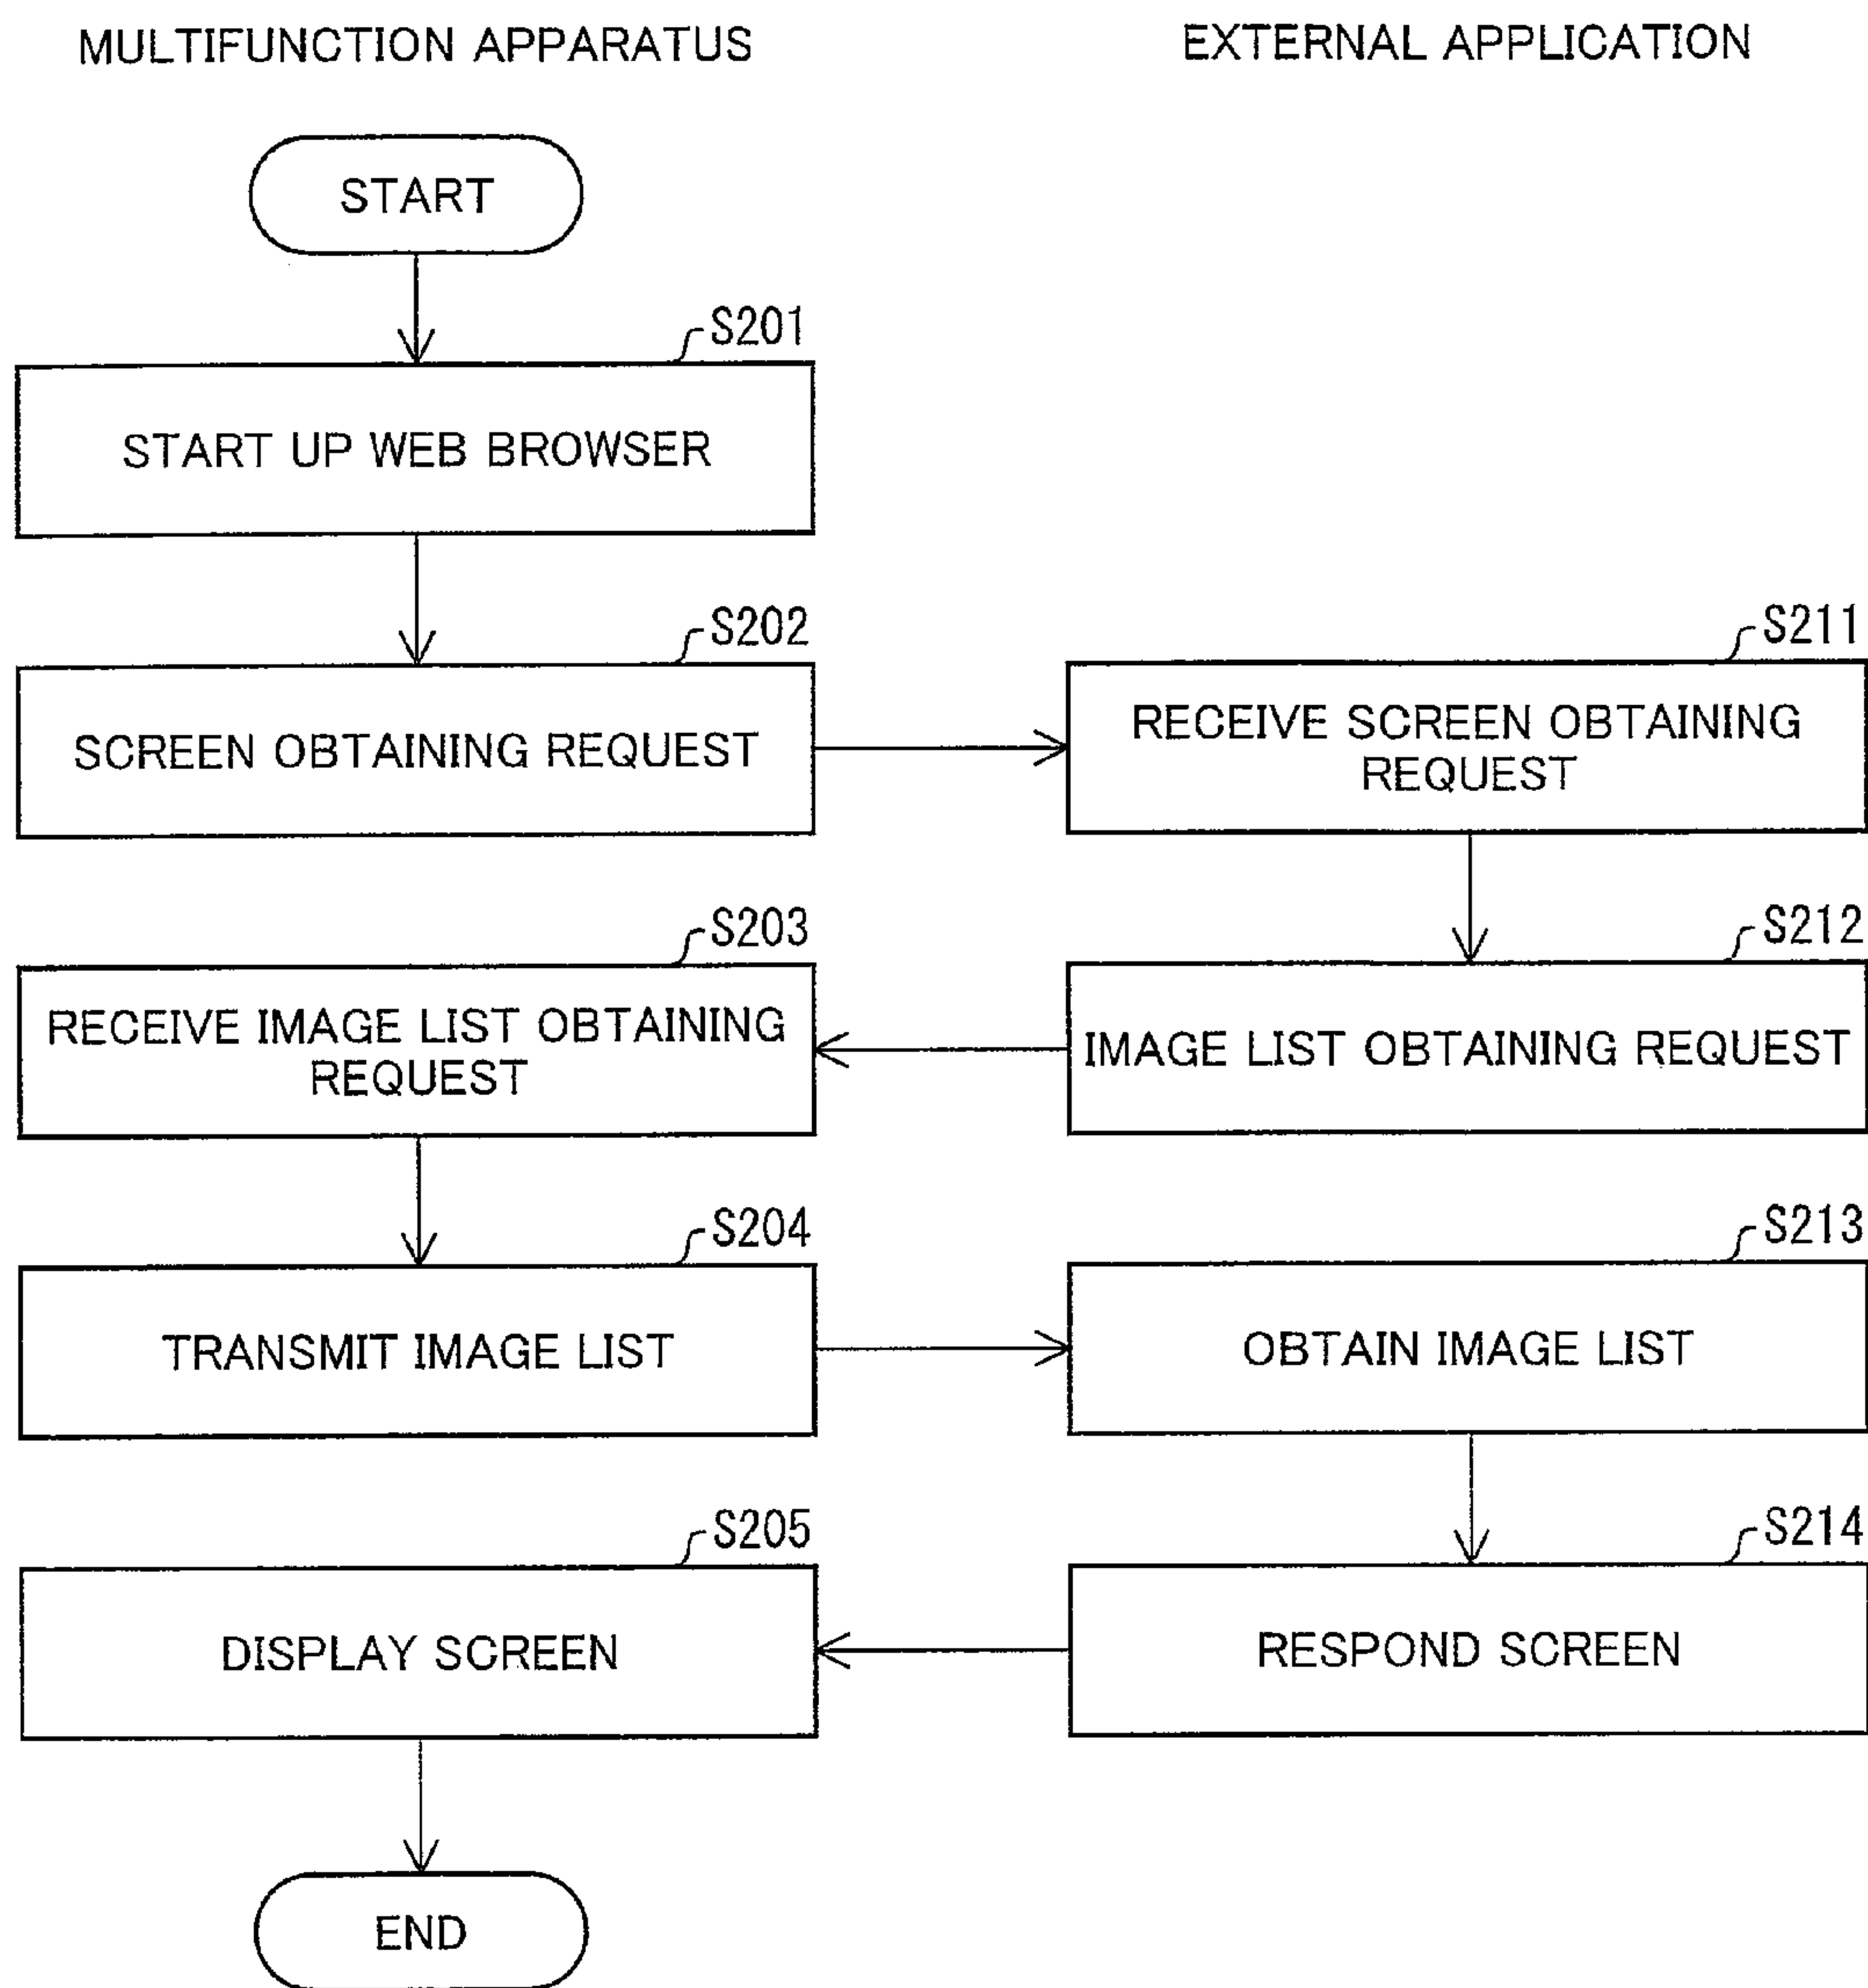 MULTIFUNCTION APPARATUS
EXTERNAL APPLICATION
START
S201
START UP WEB BROWSER
S202
SCREEN OBTAINING REQUEST
S211
RECEIVE SCREEN OBTAINING
REQUEST
S212
IMAGE LIST OBTAINING REQUEST
S203
RECEIVE IMAGE LIST OBTAINING
REQUEST
S204
TRANSMIT IMAGE LIST
S213
OBTAIN IMAGE LIST
S214
RESPOND SCREEN
S205
DISPLAY SCREEN
END